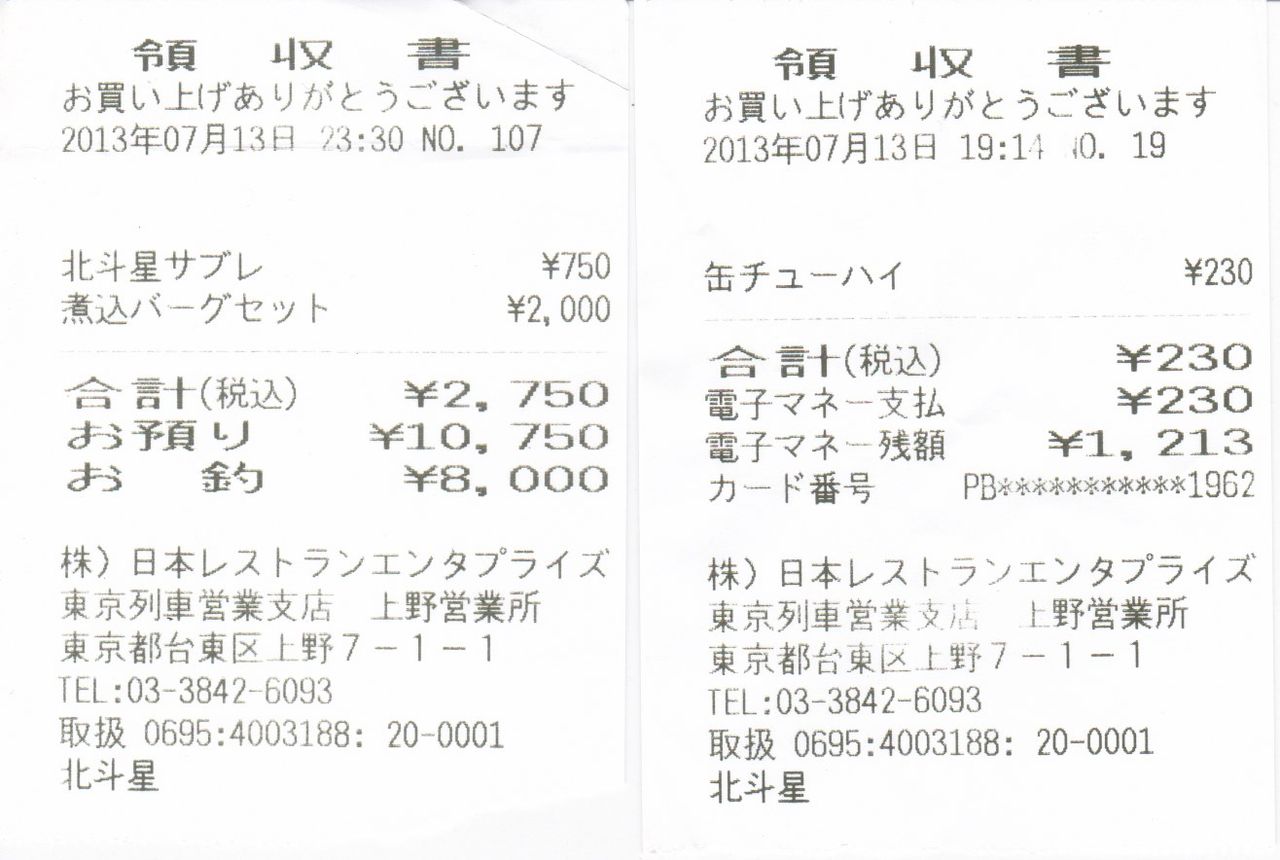 領収書
お買い上げありがとうございます
2013年07月13日 23:30 NO. 107
北斗星サブレ ¥750
煮込バーグセット ¥2,000
合計(税込) ¥2,750
お預り ¥10,750
お釣 ¥8,000
株）日本レストランエンタプライズ
東京列車営業支店 上野営業所
東京都台東区上野７－１－１
TEL:03-3842-6093
取扱 0695:4003188: 20-0001
北斗星
領収書
お買い上げありがとうございます
2013年07月13日 19:14 NO. 19
缶チューハイ ¥230
合計(税込) ¥230
電子マネー支払 ¥230
電子マネー残額 ¥1,213
カード番号 PB***********1962
株）日本レストランエンタプライズ
東京列車営業支店 上野営業所
東京都台東区上野７－１－１
TEL:03-3842-6093
取扱 0695:4003188: 20-0001
北斗星